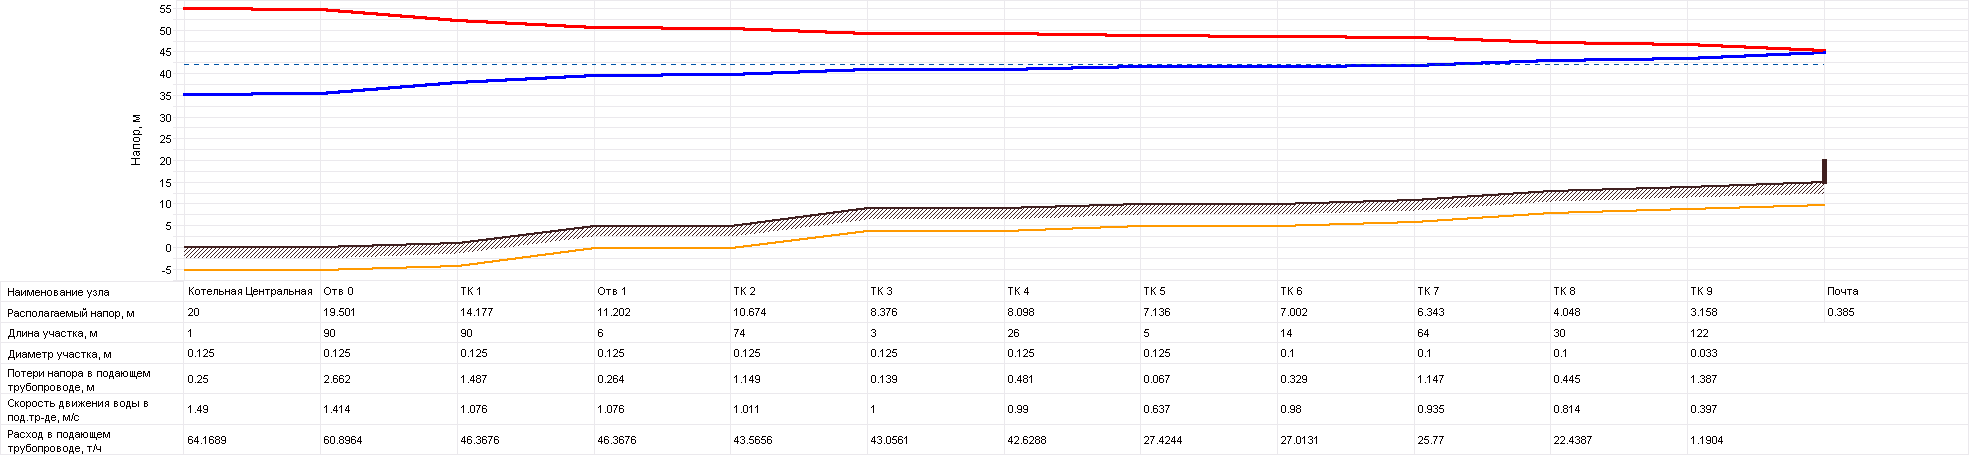 55
50
45
40
35
30
25
20
15
10
5
0
-5
Напор, м
Наименование узла Котельная Центральная Отв 0 ТК 1 Отв 1 ТК 2 ТК 3 ТК 4 ТК 5 ТК 6 ТК 7 ТК 8 ТК 9 Почта
Располагаемый напор, м 20 19.501 14.177 11.202 10.674 8.376 8.098 7.136 7.002 6.343 4.048 3.158 0.385
Длина участка, м 1 90 90 6 74 3 26 5 14 64 30 122
Диаметр участка, м 0.125 0.125 0.125 0.125 0.125 0.125 0.125 0.125 0.1 0.1 0.1 0.033
Потери напора в подающем
трубопроводе, м 0.25 2.662 1.487 0.264 1.149 0.139 0.481 0.067 0.329 1.147 0.445 1.387
Скорость движения воды в
под.тр-де, м/с 1.49 1.414 1.076 1.076 1.011 1 0.99 0.637 0.98 0.935 0.814 0.397
Расход в подающем
трубопроводе, т/ч 64.1689 60.8964 46.3676 46.3676 43.5656 43.0561 42.6288 27.4244 27.0131 25.77 22.4387 1.1904